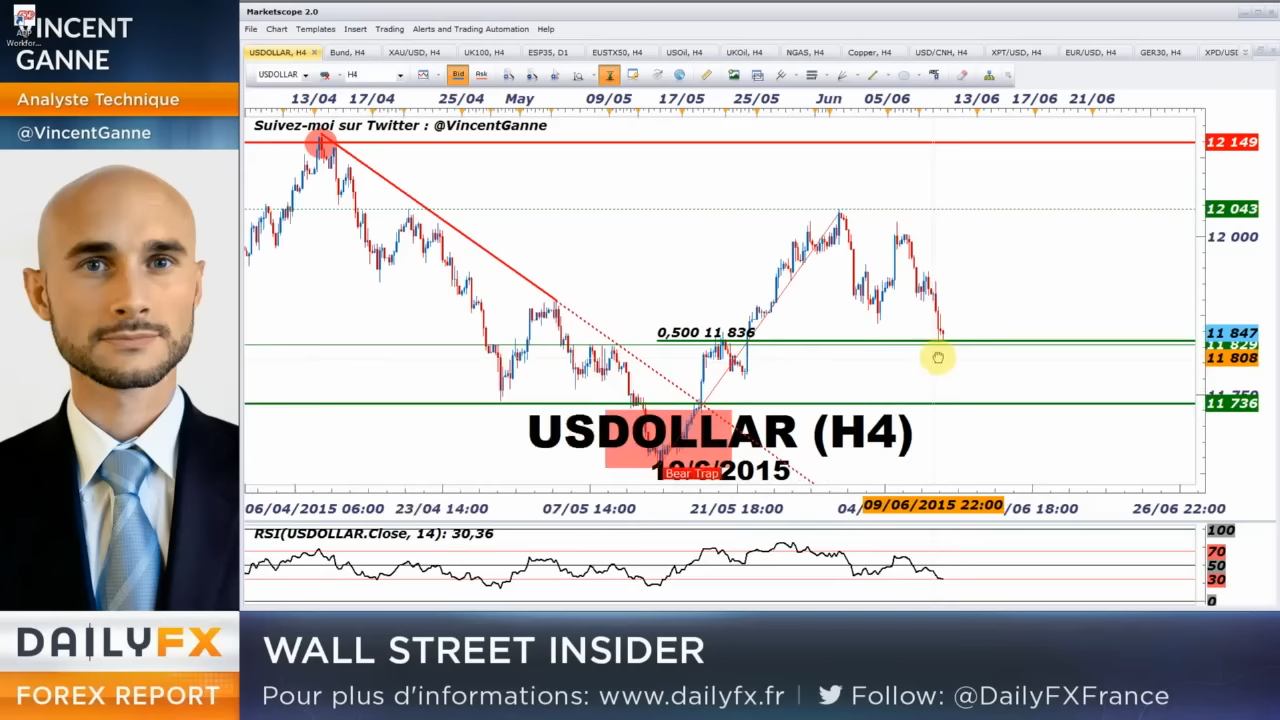 VINCENT
GANNE
Analyste Technique
@VincentGanne
Marketscope 2.0
File Chart Templates Insert Trading Alerts and Trading Automation Help
USDOLLAR, H4 Bund, H4 XAU/USD, H4 UK100, H4 ESP35, D1 EUSTX50, H4 USOil, H4 UKOil, H4 NGAS, H4 Copper, H4 USD/CNH, H4 XPT/USD, H4 EUR/USD, H4 GER30, H4 XPD/US
USDOLLAR H4 Bid Ask
13/04 17/04 25/04 May 09/05 17/05 25/05 Jun 05/06 13/06 17/06 21/06
Suivez-moi sur Twitter : @VincentGanne
12 149
12 043
12 000
0,500 11 836
11 847
11 829
11 808
11 736
USDOLLAR (H4)
Bear Trap
06/04/2015 06:00 23/04 14:00 07/05 14:00 21/05 18:00 04/ 09/06/2015 22:00 /06 18:00 26/06 22:00
RSI(USDOLLAR.Close, 14): 30,36
100
70
50
30
0
DAILYFX
FOREX REPORT
WALL STREET INSIDER
Pour plus d'informations: www.dailyfx.fr | Follow: @DailyFXFrance